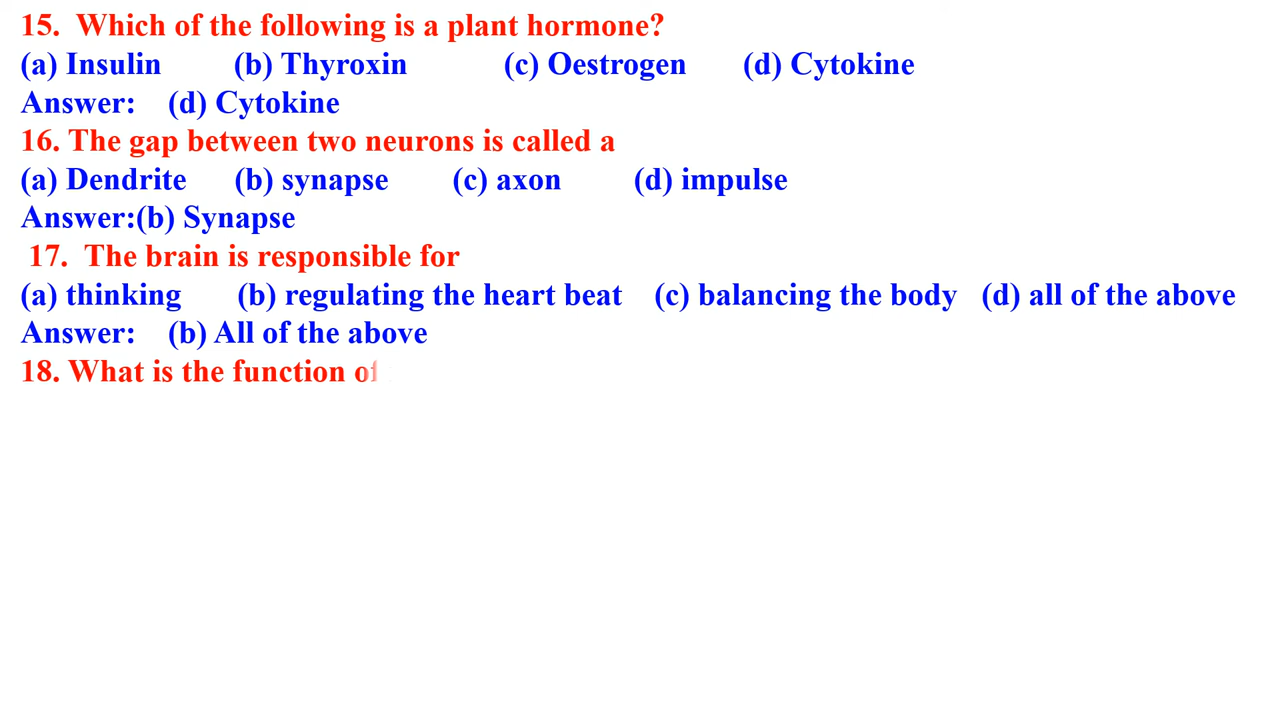 15. Which of the following is a plant hormone?
(a) Insulin (b) Thyroxin (c) Oestrogen (d) Cytokine
Answer: (d) Cytokine
16. The gap between two neurons is called a
(a) Dendrite (b) synapse (c) axon (d) impulse
Answer:(b) Synapse
17. The brain is responsible for
(a) thinking (b) regulating the heart beat (c) balancing the body (d) all of the above
Answer: (b) All of the above
18. What is the function of